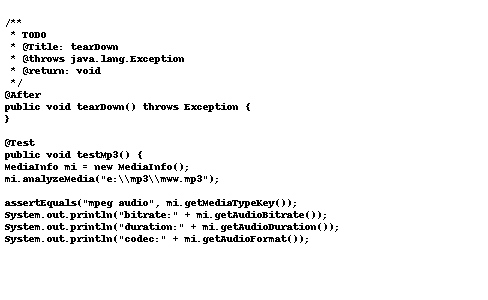 /**
* TODO
* @Title: tearDown
* @throws java.lang.Exception
* @return: void
*/
@After
public void tearDown() throws Exception {
}
@Test
public void testMp3() {
MediaInfo mi = new MediaInfo();
mi.analyzeMedia("e:\\mp3\\mww.mp3");
assertEquals("mpeg audio", mi.getMediaTypeKey());
System.out.println("bitrate:" + mi.getAudioBitrate());
System.out.println("duration:" + mi.getAudioDuration());
System.out.println("codec:" + mi.getAudioFormat());